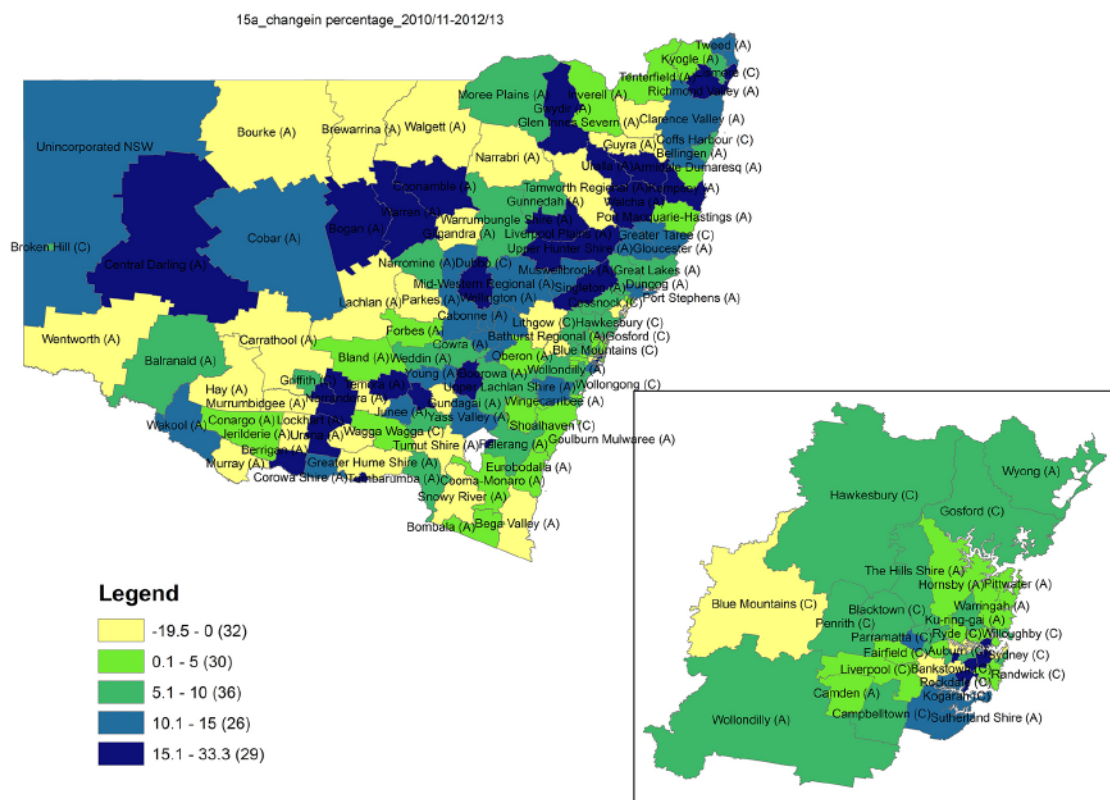 15a_changein percentage_2010/11-2012/13
Tweed (A)
Kyogle (A)
Tenterfield (A)
Lismore (C)
Moree Plains (A)
Inverell (A)
Richmond Valley (A)
Gwydir (A)
Glen Innes Severn (A)
Clarence Valley (A)
Bourke (A)
Brewarrina (A)
Walgett (A)
Unincorporated NSW
Coffs Harbour (C)
Guyra (A)
Bellingen (A)
Narrabri (A)
Uralla (A)
Armidale Dumaresq (A)
Coonamble (A)
Tamworth Regional (A)
Kempsey (A)
Gunnedah (A)
Walcha (A)
Warren (A)
Warrumbungle Shire (A)
Port Macquarie-Hastings (A)
Bogan (A)
Gilgandra (A)
Liverpool Plains (A)
Greater Taree (C)
Cobar (A)
Broken Hill (C)
Upper Hunter Shire (A)
Gloucester (A)
Central Darling (A)
Narromine (A)
Dubbo (C)
Muswellbrook (A)
Great Lakes (A)
Mid-Western Regional (A)
Singleton (A)
Dungog (A)
Lachlan (A)
Parkes (A)
Wellington (A)
Cessnock (C)
Port Stephens (A)
Cabonne (A)
Lithgow (C)
Hawkesbury (C)
Forbes (A)
Bathurst Regional (A)
Gosford (C)
Wentworth (A)
Carrathool (A)
Cowra (A)
Bland (A)
Weddin (A)
Oberon (A)
Blue Mountains (C)
Balranald (A)
Young (A)
Boorowa (A)
Wollondilly (A)
Griffith (C)
Temora (A)
Upper Lachlan Shire (A)
Wollongong (C)
Hay (A)
Narrandera (A)
Murrumbidgee (A)
Junee (A)
Gundagai (A)
Wingecarribee (A)
Conargo (A)
Lockhart (A)
Yass Valley (A)
Wakool (A)
Shoalhaven (C)
Jerilderie (A)
Urana (A)
Wagga Wagga (C)
Goulburn Mulwaree (A)
Berrigan (A)
Tumut Shire (A)
Palerang (A)
Murray (A)
Greater Hume Shire (A)
Eurobodalla (A)
Corowa Shire (A)
Tumbarumba (A)
Cooma-Monaro (A)
Snowy River (A)
Bombala (A)
Bega Valley (A)
Legend
-19.5 - 0 (32)
0.1 - 5 (30)
5.1 - 10 (36)
10.1 - 15 (26)
15.1 - 33.3 (29)
Wyong (A)
Hawkesbury (C)
Gosford (C)
The Hills Shire (A)
Hornsby (A)
Pittwater (A)
Blue Mountains (C)
Blacktown (C)
Warringah (A)
Penrith (C)
Ku-ring-gai (A)
Parramatta (C)
Ryde (C)
Willoughby (C)
Fairfield (C)
Auburn (C)
Sydney (C)
Liverpool (C)
Bankstown (C)
Randwick (C)
Rockdale (C)
Camden (A)
Kogarah (C)
Wollondilly (A)
Campbelltown (C)
Sutherland Shire (A)